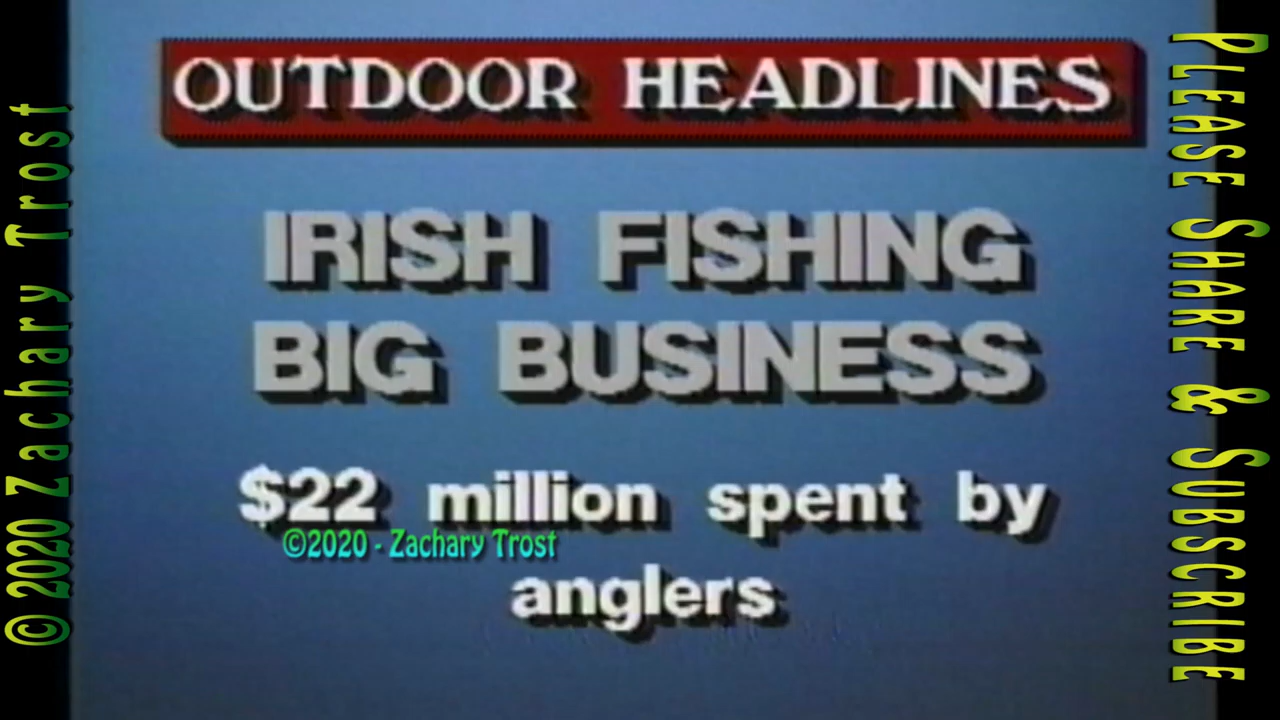 OUTDOOR HEADLINES
IRISH FISHING
BIG BUSINESS
$22 million spent by
©2020 - Zachary Trost
anglers
© 2020 Zachary Trost
PLEASE SHARE & SUBSCRIBE